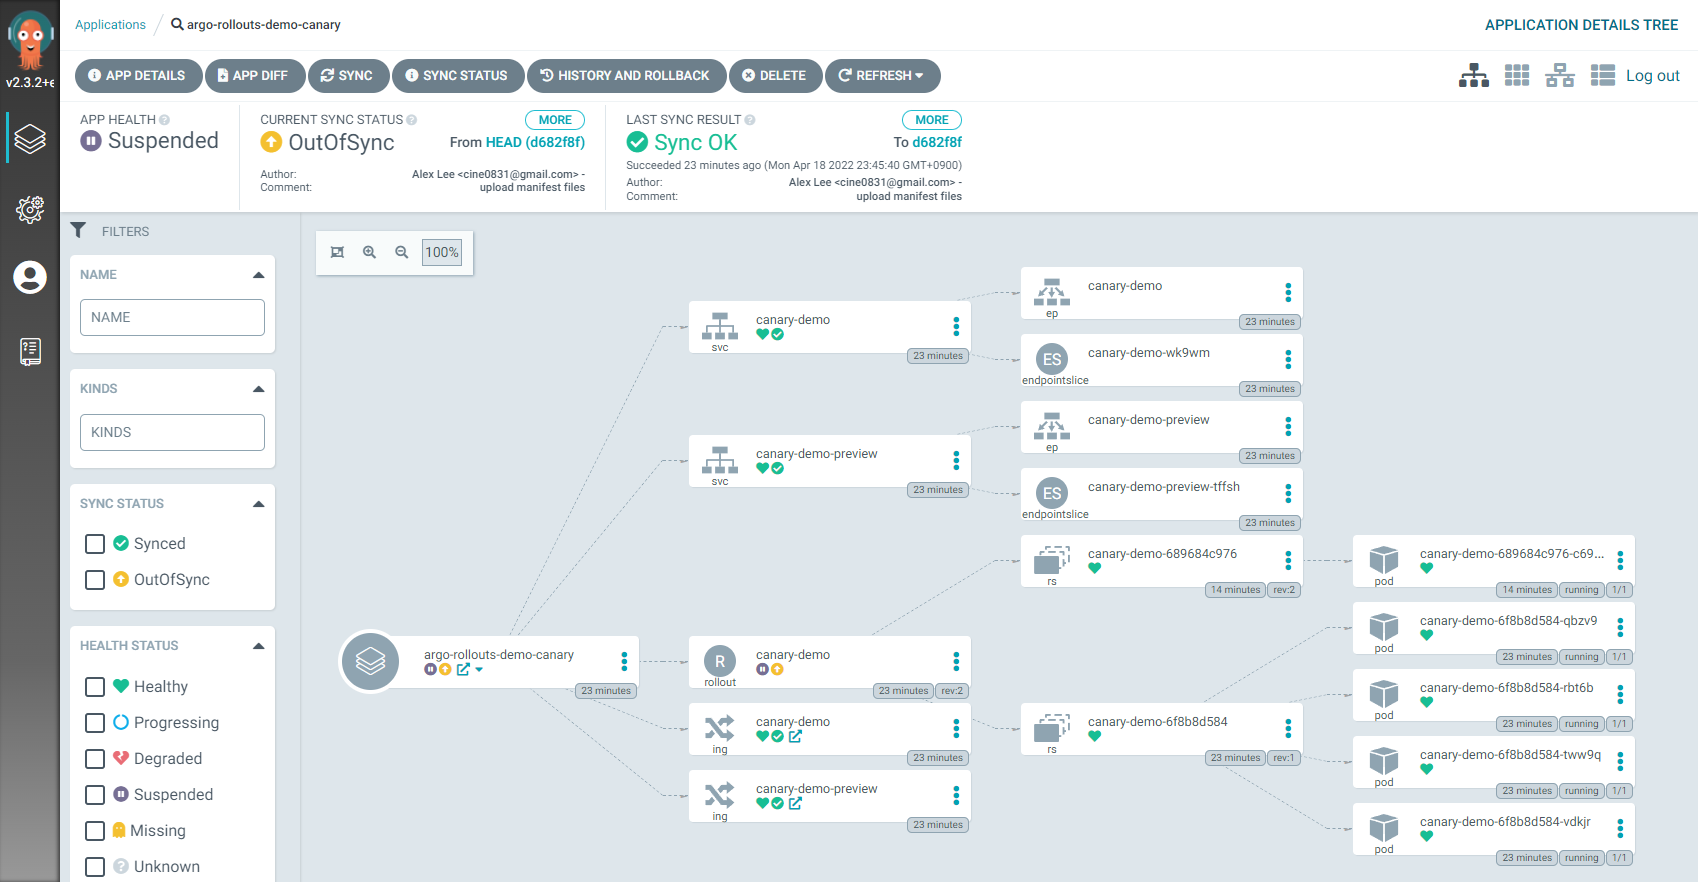 v2.3.2+e
Applications
argo-rollouts-demo-canary
APPLICATION DETAILS TREE
APP DETAILS
APP DIFF
SYNC
SYNC STATUS
HISTORY AND ROLLBACK
DELETE
REFRESH
Log out
APP HEALTH
Suspended
CURRENT SYNC STATUS
MORE
OutOfSync
From HEAD (d682f8f)
Author:
Alex Lee <cine0831@gmail.com> -
Comment:
upload manifest files
LAST SYNC RESULT
MORE
Sync OK
To d682f8f
Succeeded 23 minutes ago (Mon Apr 18 2022 23:45:40 GMT+0900)
Author:
Alex Lee <cine0831@gmail.com> -
Comment:
upload manifest files
FILTERS
NAME
NAME
KINDS
KINDS
SYNC STATUS
Synced
OutOfSync
HEALTH STATUS
Healthy
Progressing
Degraded
Suspended
Missing
Unknown
100%
argo-rollouts-demo-canary
23 minutes
svc
canary-demo
23 minutes
svc
canary-demo-preview
23 minutes
R
rollout
canary-demo
23 minutes
rev:2
ing
canary-demo
23 minutes
ing
canary-demo-preview
23 minutes
ep
canary-demo
23 minutes
ES
endpointslice
canary-demo-wk9wm
23 minutes
ep
canary-demo-preview
23 minutes
ES
endpointslice
canary-demo-preview-tffsh
23 minutes
rs
canary-demo-689684c976
14 minutes
rev:2
rs
canary-demo-6f8b8d584
23 minutes
rev:1
pod
canary-demo-689684c976-c69...
14 minutes
running
1/1
pod
canary-demo-6f8b8d584-qbzv9
23 minutes
running
1/1
pod
canary-demo-6f8b8d584-rbt6b
23 minutes
running
1/1
pod
canary-demo-6f8b8d584-tww9q
23 minutes
running
1/1
pod
canary-demo-6f8b8d584-vdkjr
23 minutes
running
1/1